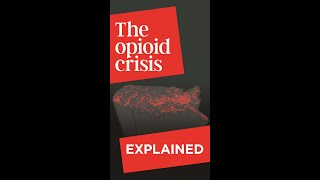 The
opioid
crisis
EXPLAINED